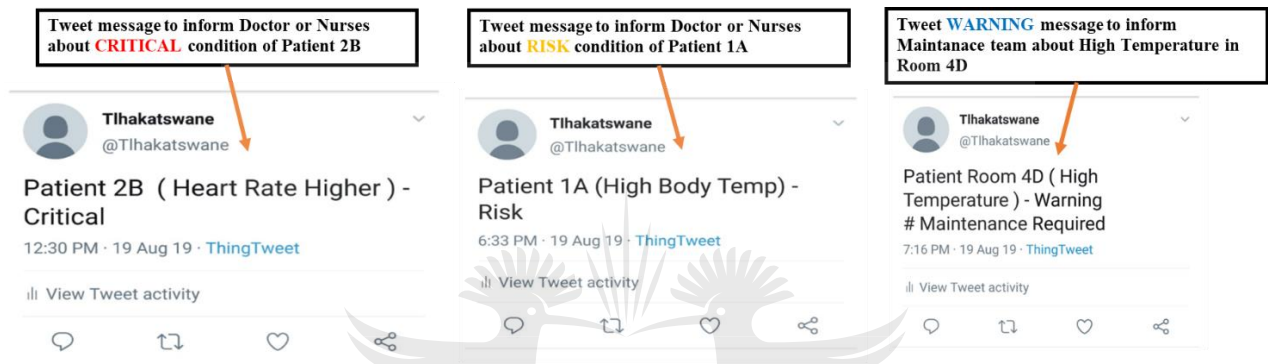 Tweet message to inform Doctor or Nurses
about CRITICAL condition of Patient 2B
Tlhakatswane
@Tlhakatswane
Patient 2B ( Heart Rate Higher ) -
Critical
12:30 PM · 19 Aug 19 · ThingTweet
View Tweet activity
Tweet message to inform Doctor or Nurses
about RISK condition of Patient 1A
Tlhakatswane
@Tlhakatswane
Patient 1A (High Body Temp) -
Risk
6:33 PM · 19 Aug 19 · ThingTweet
View Tweet activity
Tweet WARNING message to inform
Maintanace team about High Temperature in
Room 4D
Tlhakatswane
@Tlhakatswane
Patient Room 4D ( High
Temperature ) - Warning
# Maintenance Required
7:16 PM · 19 Aug 19 · ThingTweet
View Tweet activity